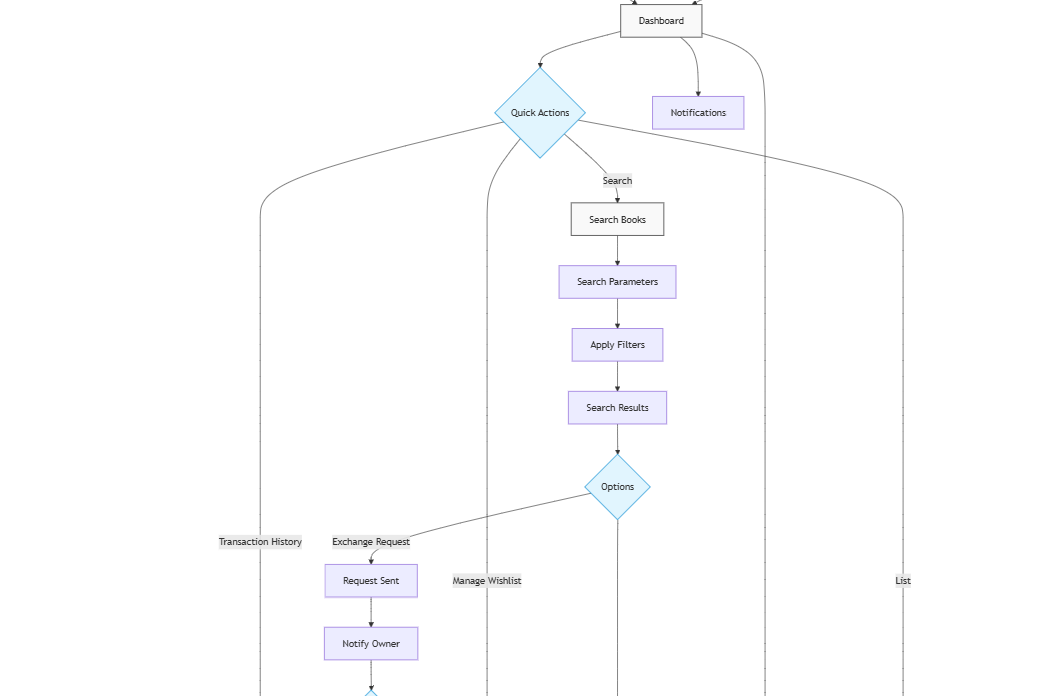 Dashboard
Quick Actions
Notifications
Search
Search Books
Search Parameters
Apply Filters
Search Results
Options
Transaction History
Exchange Request
Request Sent
Manage Wishlist
List
Notify Owner